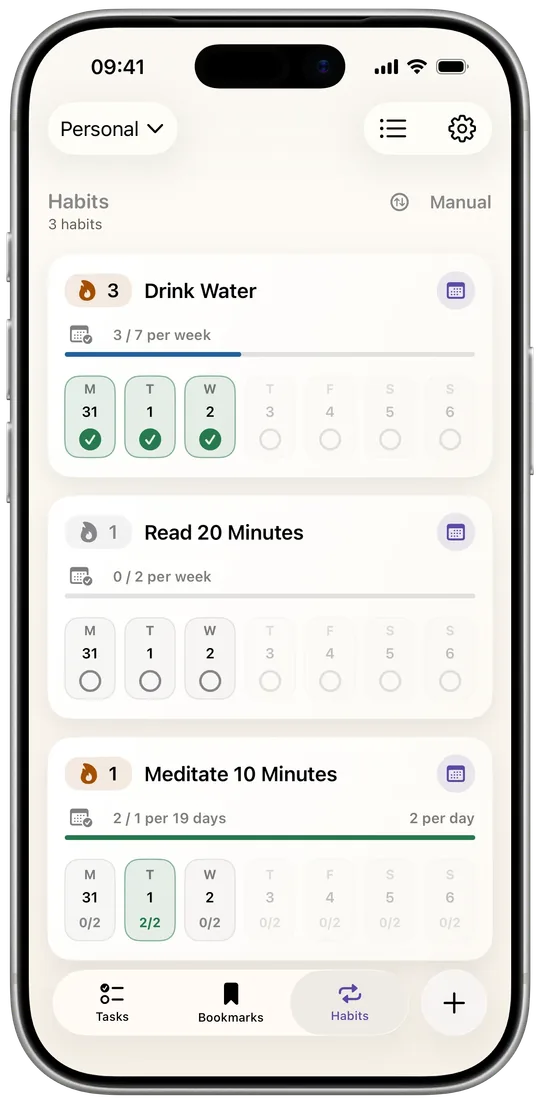 09:41
Personal
Habits
Manual
3 habits
3 Drink Water
3 / 7 per week
M T W T F S S
31 1 2 3 4 5 6
1 Read 20 Minutes
0 / 2 per week
M T W T F S S
31 1 2 3 4 5 6
1 Meditate 10 Minutes
2 / 1 per 19 days 2 per day
M T W T F S S
31 1 2 3 4 5 6
0/2 2/2 0/2 0/2 0/2 0/2 0/2
Tasks Bookmarks Habits